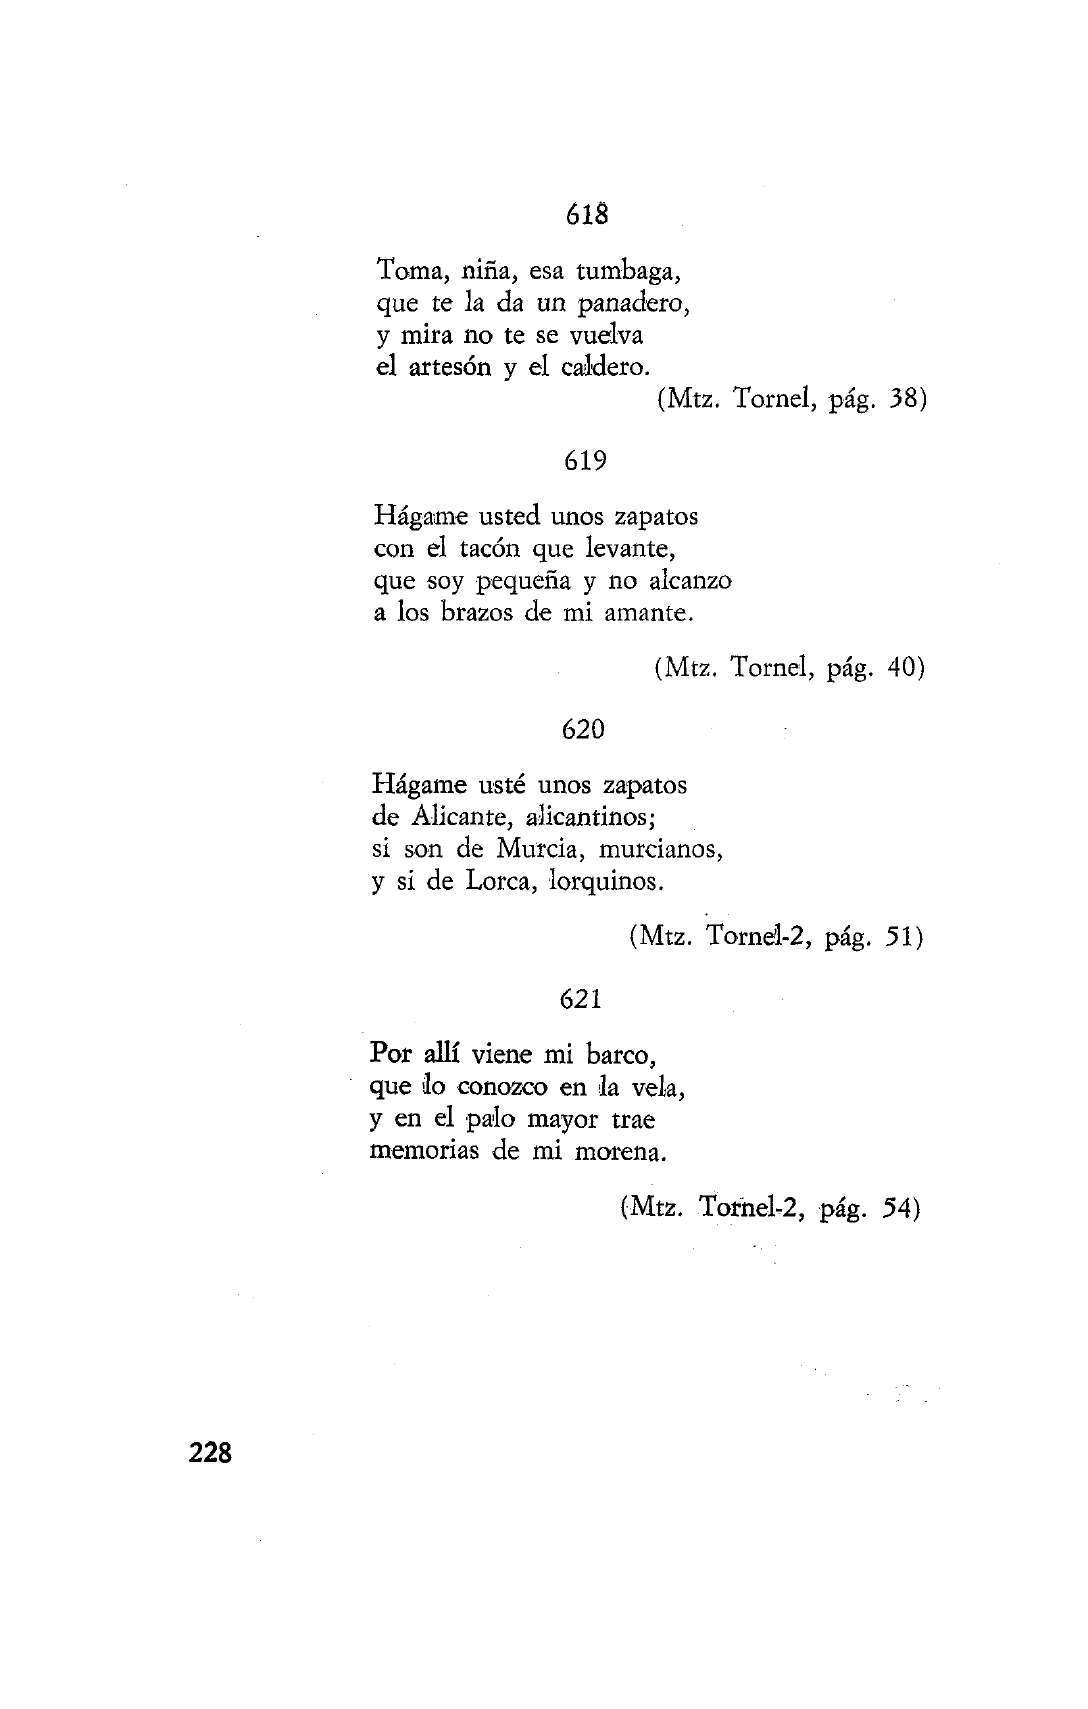 618
Toma, niña, esa tumbaga,
que te la da un panadero,
y mira no te se vuelva
el artesón y el caldero.
(Mtz. Tornel, pág. 38)
619
Hágame usted unos zapatos
con el tacón que levante,
que soy pequeña y no alcanzo
a los brazos de mi amante.
(Mtz. Tornel, pág. 40)
620
Hágame usté unos zapatos
de Alicante, alicantinos;
si son de Murcia, murcianos,
y si de Lorca, lorquinos.
(Mtz. Tornel-2, pág. 51)
621
Por allí viene mi barco,
que lo conozco en la vela,
y en el palo mayor trae
memorias de mi morena.
(Mtz. Tornel-2, pág. 54)
228